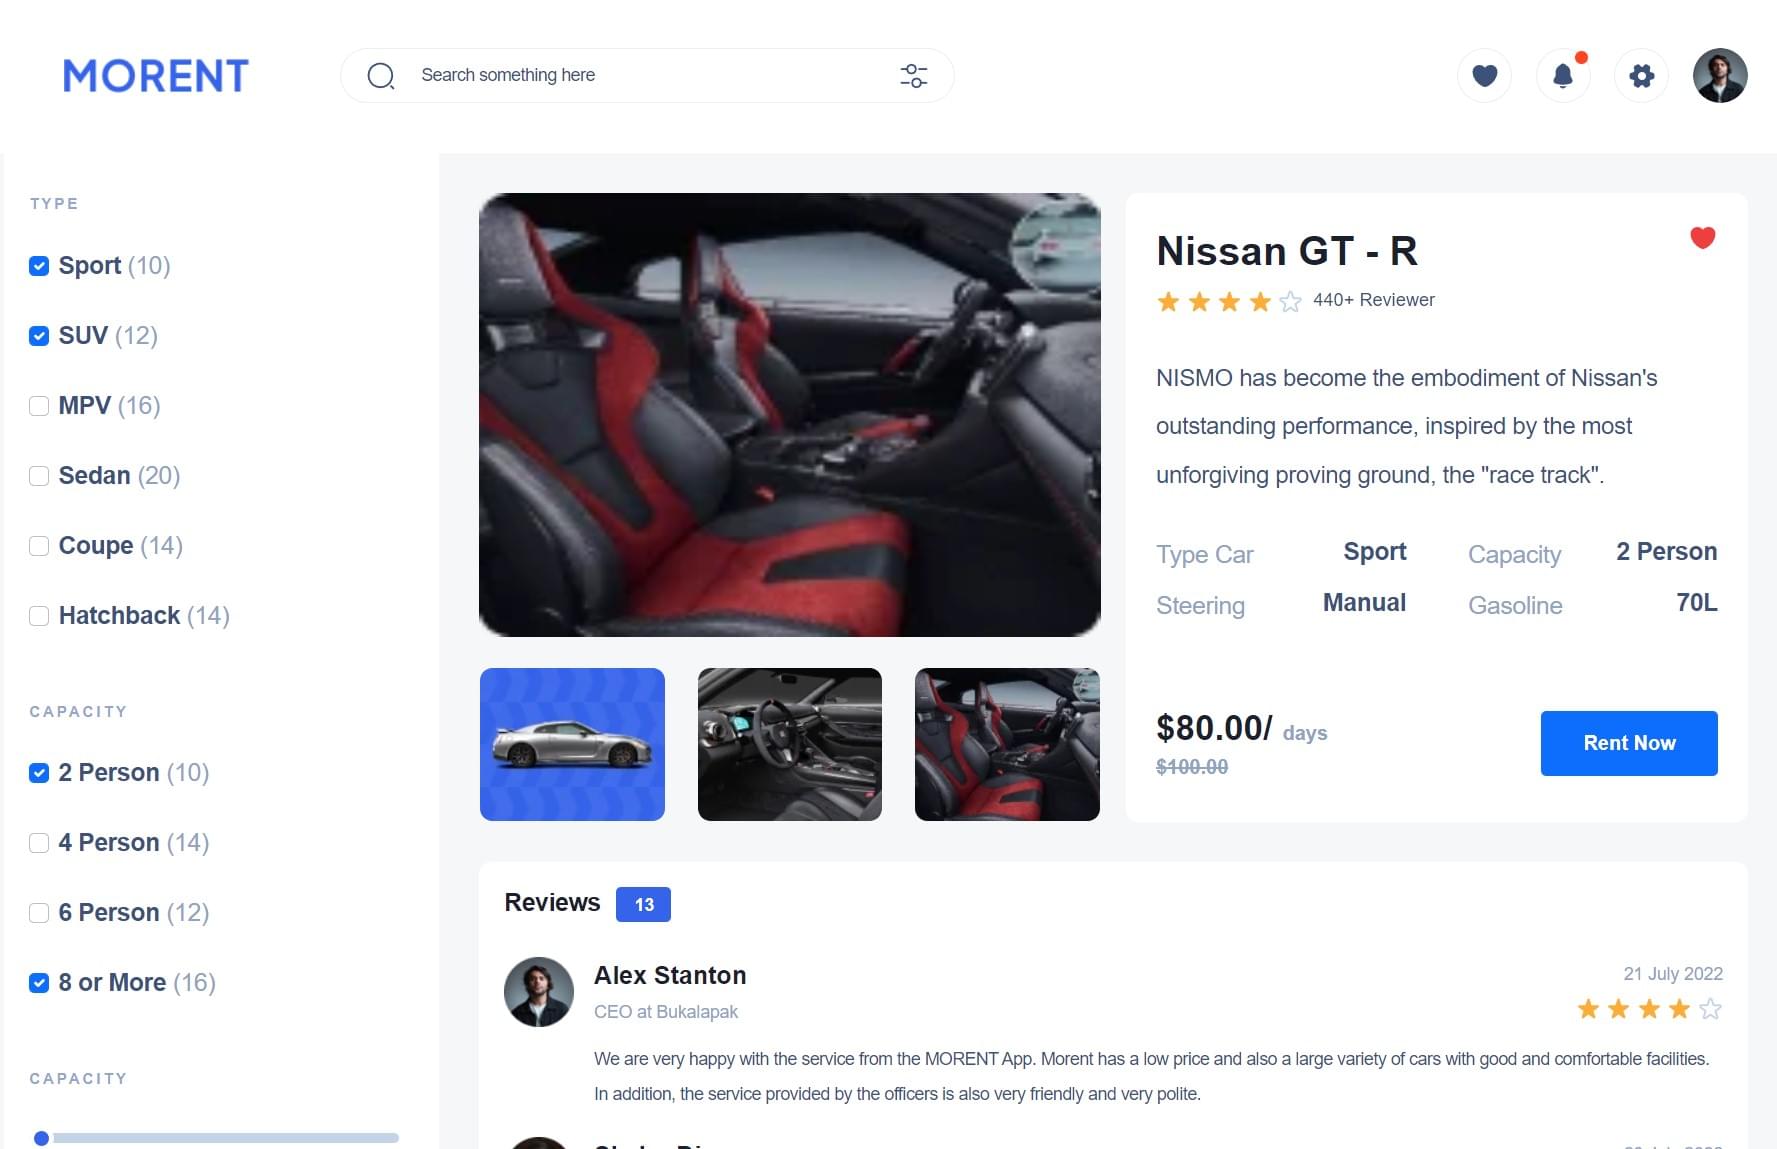 MORENT
Search something here
TYPE
Sport (10)
SUV (12)
MPV (16)
Sedan (20)
Coupe (14)
Hatchback (14)
CAPACITY
2 Person (10)
4 Person (14)
6 Person (12)
8 or More (16)
CAPACITY
Nissan GT - R
440+ Reviewer
NISMO has become the embodiment of Nissan's
outstanding performance, inspired by the most
unforgiving proving ground, the "race track".
Type Car Sport Capacity 2 Person
Steering Manual Gasoline 70L
$80.00/ days
$100.00
Rent Now
Reviews 13
Alex Stanton
21 July 2022
CEO at Bukalapak
We are very happy with the service from the MORENT App. Morent has a low price and also a large variety of cars with good and comfortable facilities.
In addition, the service provided by the officers is also very friendly and very polite.